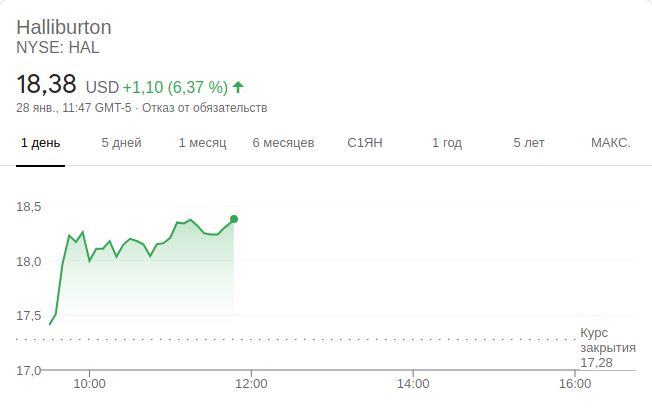 Halliburton
NYSE: HAL
18,38 USD +1,10 (6,37 %)
28 янв., 11:47 GMT-5 · Отказ от обязательств
1 день 5 дней 1 месяц 6 месяцев С1ЯН 1 год 5 лет МАКС.
18,5
18,0
17,5
Курс
закрытия
17,28
17,0
10:00 12:00 14:00 16:00